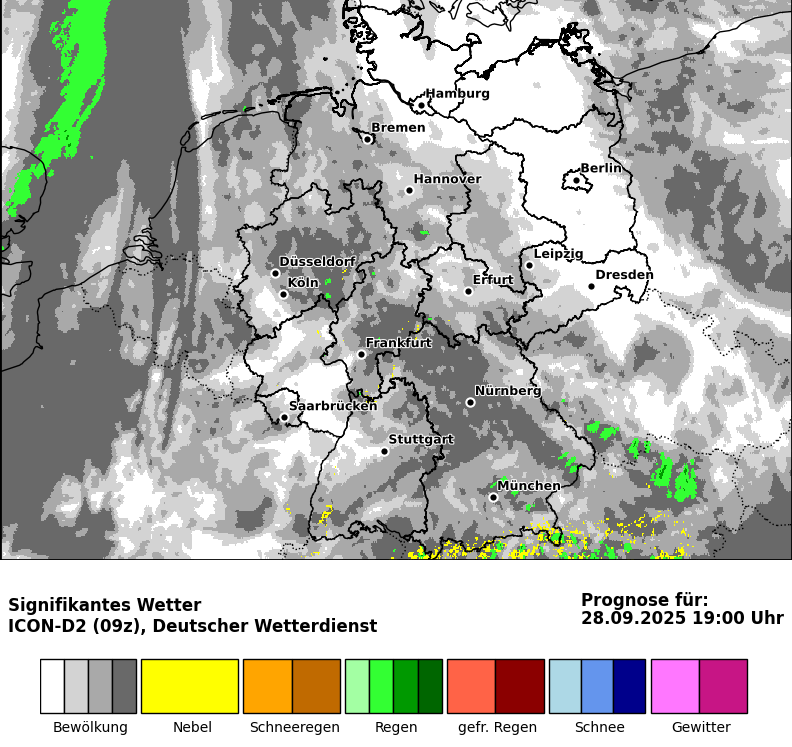 Hamburg
Bremen
Berlin
Hannover
Leipzig
Düsseldorf
Dresden
Köln
Erfurt
Frankfurt
Nürnberg
Saarbrücken
Stuttgart
München
Signifikantes Wetter
ICON-D2 (09z), Deutscher Wetterdienst
Prognose für:
28.09.2025 19:00 Uhr
Bewölkung Nebel Schneeregen Regen gefr. Regen Schnee Gewitter